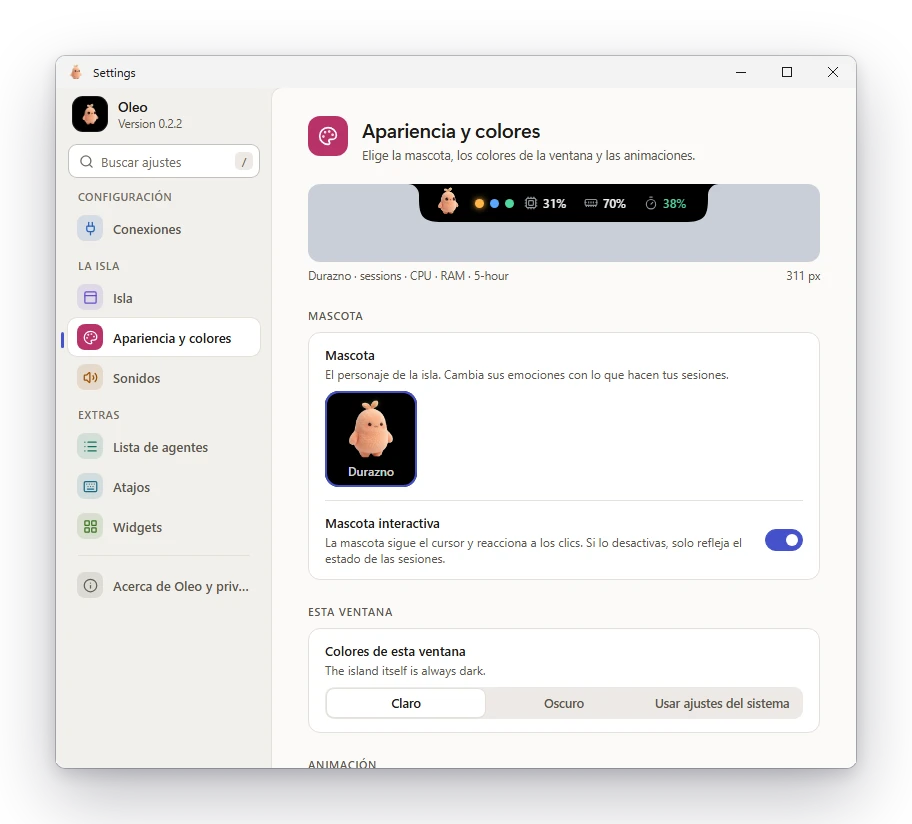 Settings
Oleo
Version 0.2.2
Buscar ajustes /
CONFIGURACIÓN
Conexiones
LA ISLA
Isla
Apariencia y colores
Sonidos
EXTRAS
Lista de agentes
Atajos
Widgets
Acerca de Oleo y priv...
Apariencia y colores
Elige la mascota, los colores de la ventana y las animaciones.
31% 70% 38%
Durazno · sessions · CPU · RAM · 5-hour 311 px
MASCOTA
Mascota
El personaje de la isla. Cambia sus emociones con lo que hacen tus sesiones.
Durazno
Mascota interactiva
La mascota sigue el cursor y reacciona a los clics. Si lo desactivas, solo refleja el
estado de las sesiones.
ESTA VENTANA
Colores de esta ventana
The island itself is always dark.
Claro Oscuro Usar ajustes del sistema
ANIMACIÓN